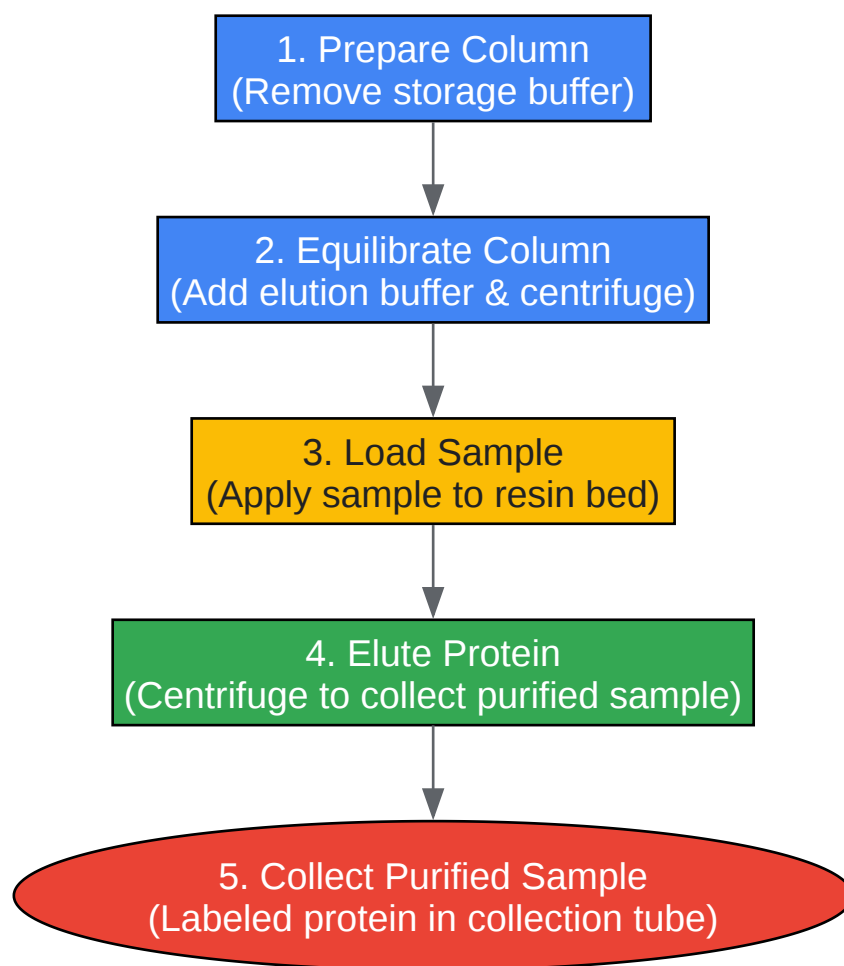 1. Prepare Column
(Remove storage buffer)
2. Equilibrate Column
(Add elution buffer & centrifuge)
3. Load Sample
(Apply sample to resin bed)
4. Elute Protein
(Centrifuge to collect purified sample)
5. Collect Purified Sample
(Labeled protein in collection tube)